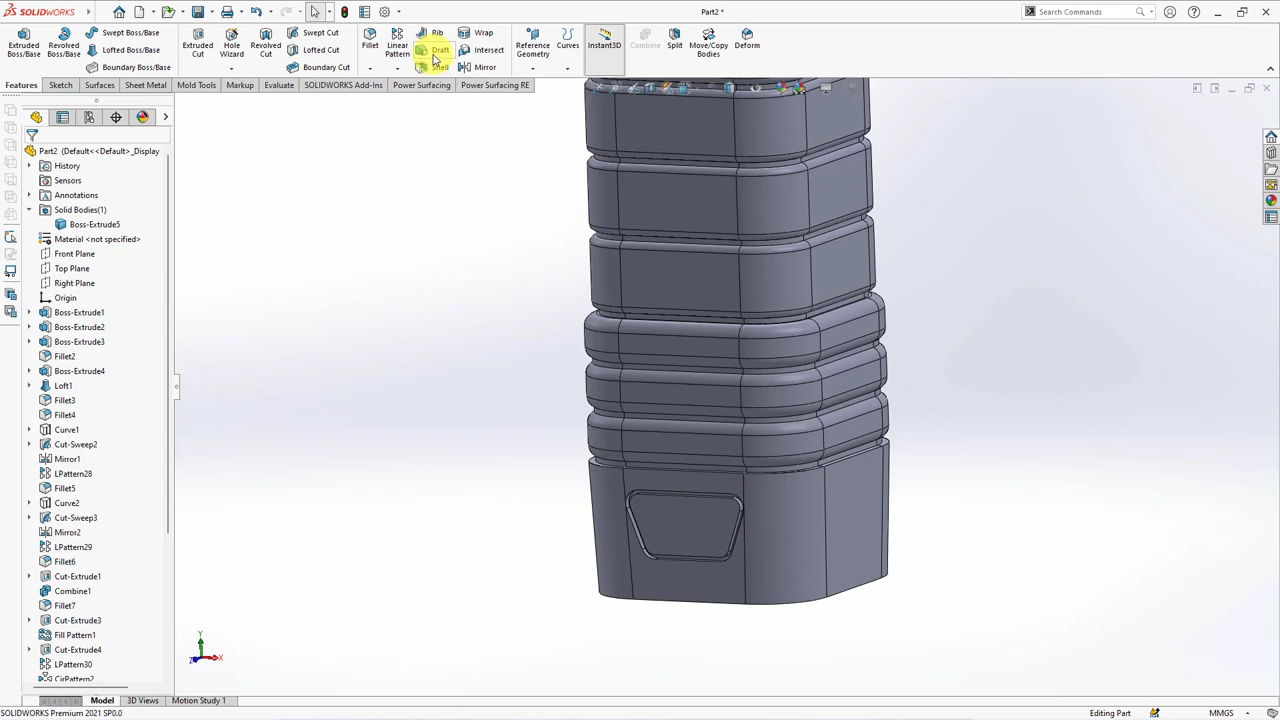 SOLIDWORKS
Part2 *
Search Commands
Extruded Boss/Base
Revolved Boss/Base
Swept Boss/Base
Lofted Boss/Base
Boundary Boss/Base
Extruded Cut
Hole Wizard
Revolved Cut
Swept Cut
Lofted Cut
Boundary Cut
Fillet
Linear Pattern
Rib
Draft
Shell
Wrap
Intersect
Mirror
Reference Geometry
Curves
Instant3D
Combine
Split
Move/Copy Bodies
Deform
Features Sketch Surfaces Sheet Metal Mold Tools Markup Evaluate SOLIDWORKS Add-Ins Power Surfacing Power Surfacing RE
Part2 (Default<<Default>_Display
History
Sensors
Annotations
Solid Bodies(1)
Boss-Extrude5
Material <not specified>
Front Plane
Top Plane
Right Plane
Origin
Boss-Extrude1
Boss-Extrude2
Boss-Extrude3
Fillet2
Boss-Extrude4
Loft1
Fillet3
Fillet4
Curve1
Cut-Sweep2
Mirror1
LPattern28
Fillet5
Curve2
Cut-Sweep3
Mirror2
LPattern29
Fillet6
Cut-Extrude1
Combine1
Fillet7
Cut-Extrude3
Fill Pattern1
Cut-Extrude4
LPattern30
CirPattern2
Y
Z X
Model 3D Views Motion Study 1
SOLIDWORKS Premium 2021 SP0.0
Editing Part
MMGS